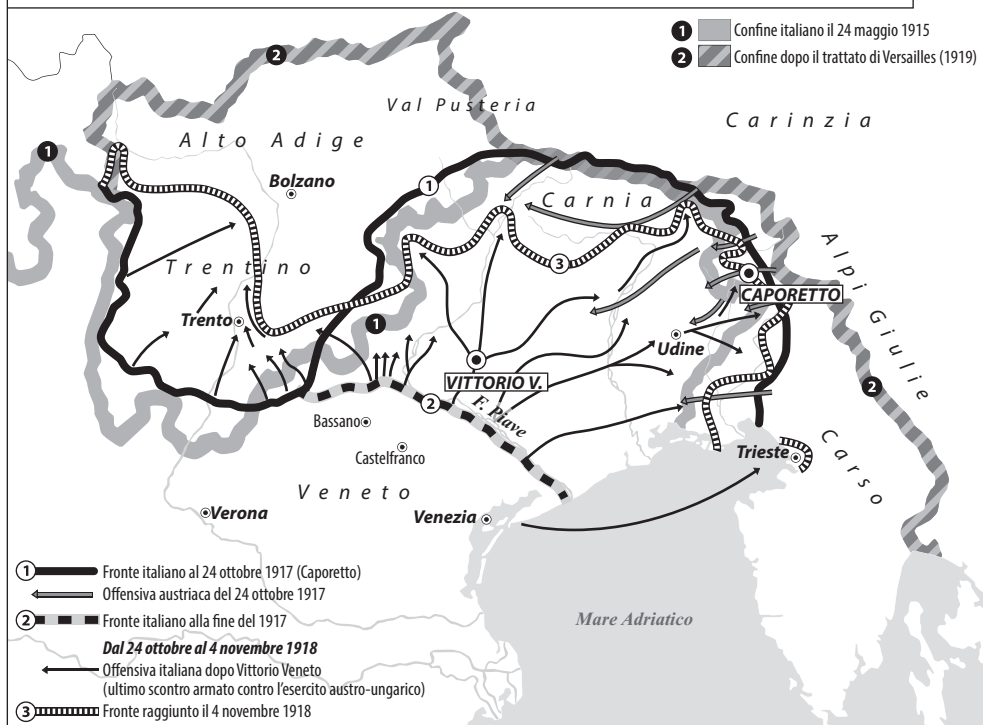 1 Confine italiano il 24 maggio 1915
2 Confine dopo il trattato di Versailles (1919)
2
Val Pusteria
Carinzia
Alto Adige
1
Bolzano
1
Carnia
Alpi Giulie
3
Trentino
CAPORETTO
Trento
1
Udine
VITTORIO V.
2
2
F. Piave
Bassano
Carso
Castelfranco
Trieste
Veneto
Verona
Venezia
1 Fronte italiano al 24 ottobre 1917 (Caporetto)
Offensiva austriaca del 24 ottobre 1917
2 Fronte italiano alla fine del 1917
Mare Adriatico
Dal 24 ottobre al 4 novembre 1918
Offensiva italiana dopo Vittorio Veneto
(ultimo scontro armato contro l'esercito austro-ungarico)
3 Fronte raggiunto il 4 novembre 1918